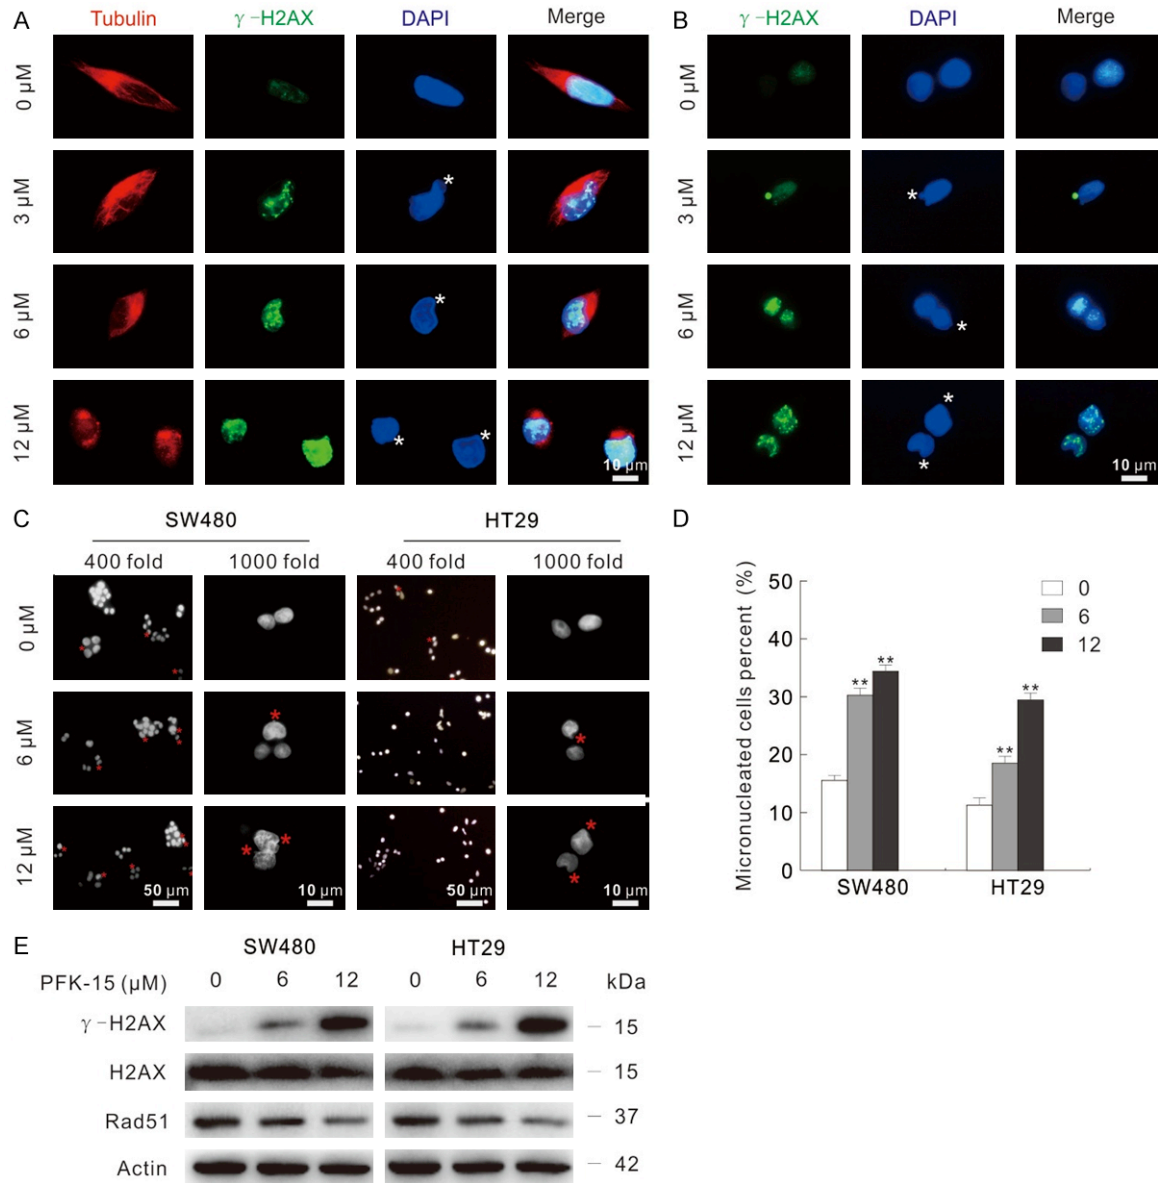 A Tubulin γ-H2AX DAPI Merge
0 μM
3 μM
6 μM
*
*
12 μM
* *
10 μm
B γ-H2AX DAPI Merge
0 μM
3 μM
*
6 μM
*
12 μM
*
*
10 μm
C SW480 HT29
400 fold 1000 fold 400 fold 1000 fold
0 μM
6 μM
12 μM
50 μm 10 μm 50 μm 10 μm
D
Micronucleated cells percent (%)
50
40
30
20
10
0
0
6
12
** **
** **
SW480 HT29
E SW480 HT29
PFK-15 (μM) 0 6 12 0 6 12 kDa
γ-H2AX – 15
H2AX – 15
Rad51 – 37
Actin – 42